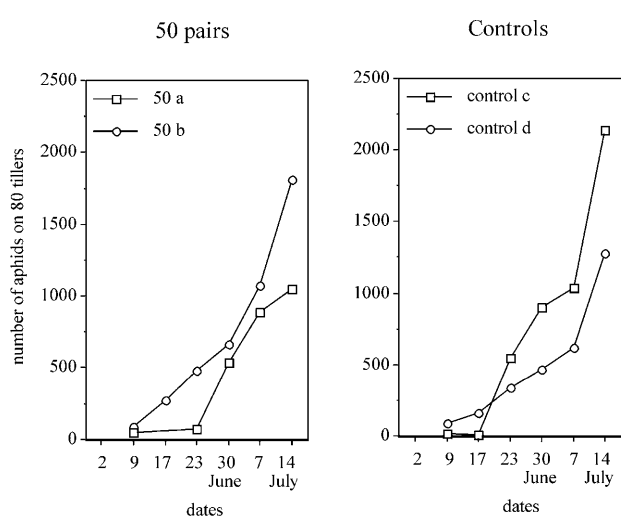 50 pairs
2500
2000
1500
1000
500
0
50 a
50 b
number of aphids on 80 tillers
2 9 17 23 30 7 14
June July
dates
Controls
2500
2000
1500
1000
500
0
control c
control d
2 9 17 23 30 7 14
June July
dates